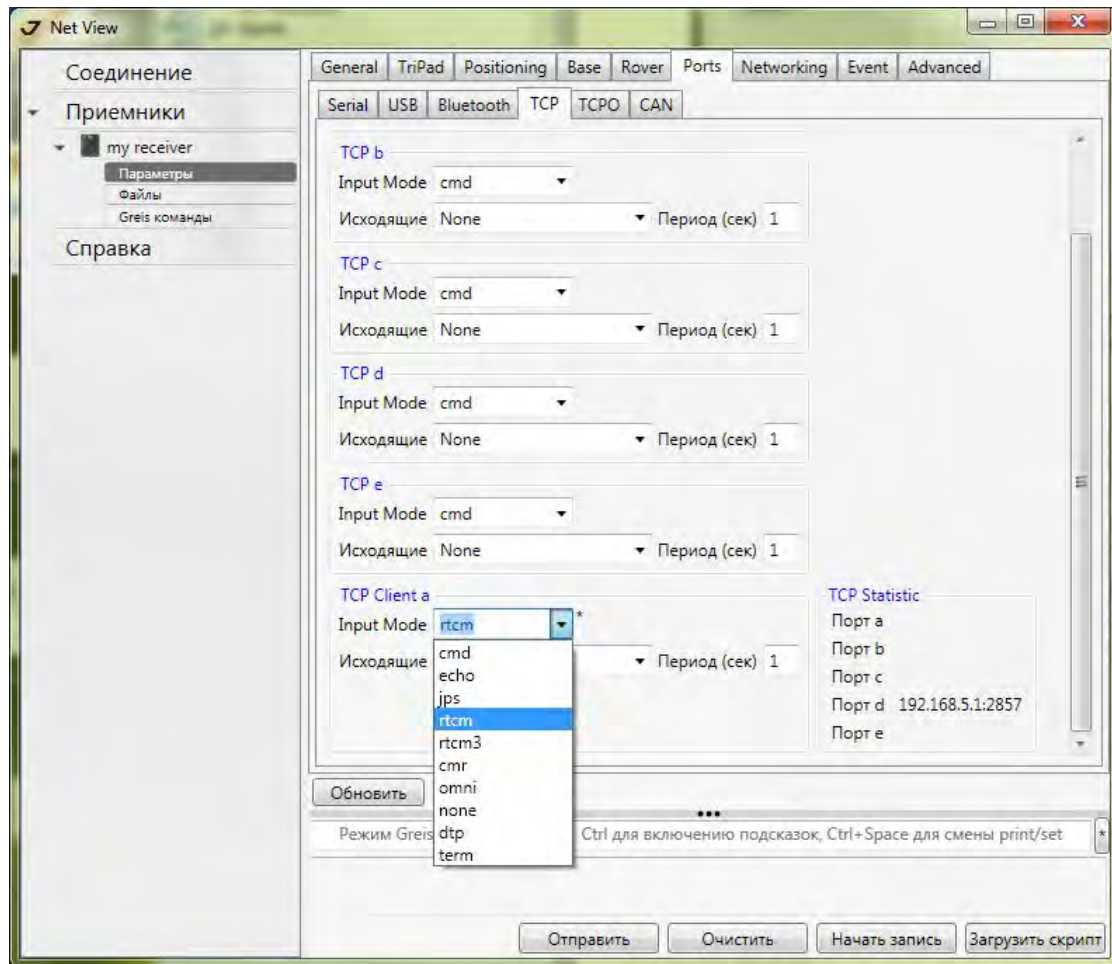 Net View
Соединение
Приемники
my receiver
Параметры
Файлы
Greis команды
Справка
General TriPad Positioning Base Rover Ports Networking Event Advanced
Serial USB Bluetooth TCP TCPO CAN
TCP b
Input Mode cmd
Исходящие None Период (сек) 1
TCP c
Input Mode cmd
Исходящие None Период (сек) 1
TCP d
Input Mode cmd
Исходящие None Период (сек) 1
TCP e
Input Mode cmd
Исходящие None Период (сек) 1
TCP Client a
Input Mode rtcm *
Исходящие Период (сек) 1
cmd
echo
jps
rtcm
rtcm3
cmr
omni
none
dtp
term
TCP Statistic
Порт a
Порт b
Порт c
Порт d 192.168.5.1:2857
Порт e
Обновить
Режим Greis Ctrl для включению подсказок, Ctrl+Space для смены print/set *
Отправить Очистить Начать запись Загрузить скрипт